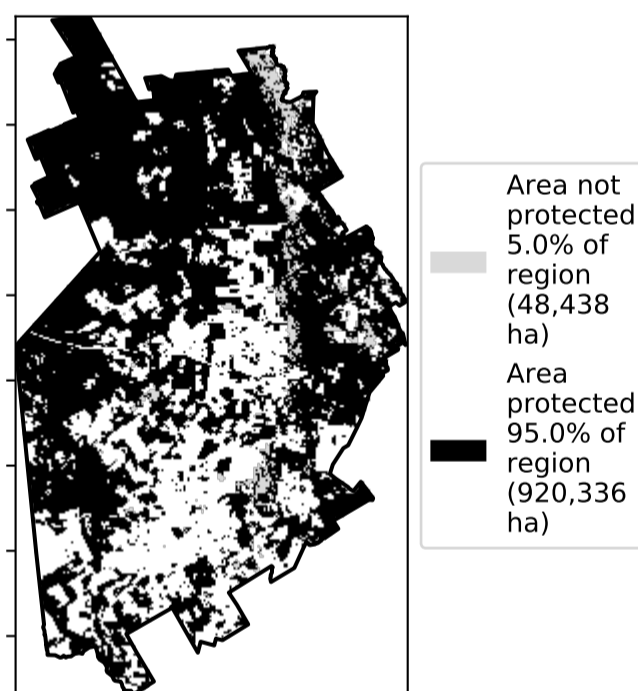 Area not
protected
5.0% of
region
(48,438
ha)
Area
protected
95.0% of
region
(920,336
ha)